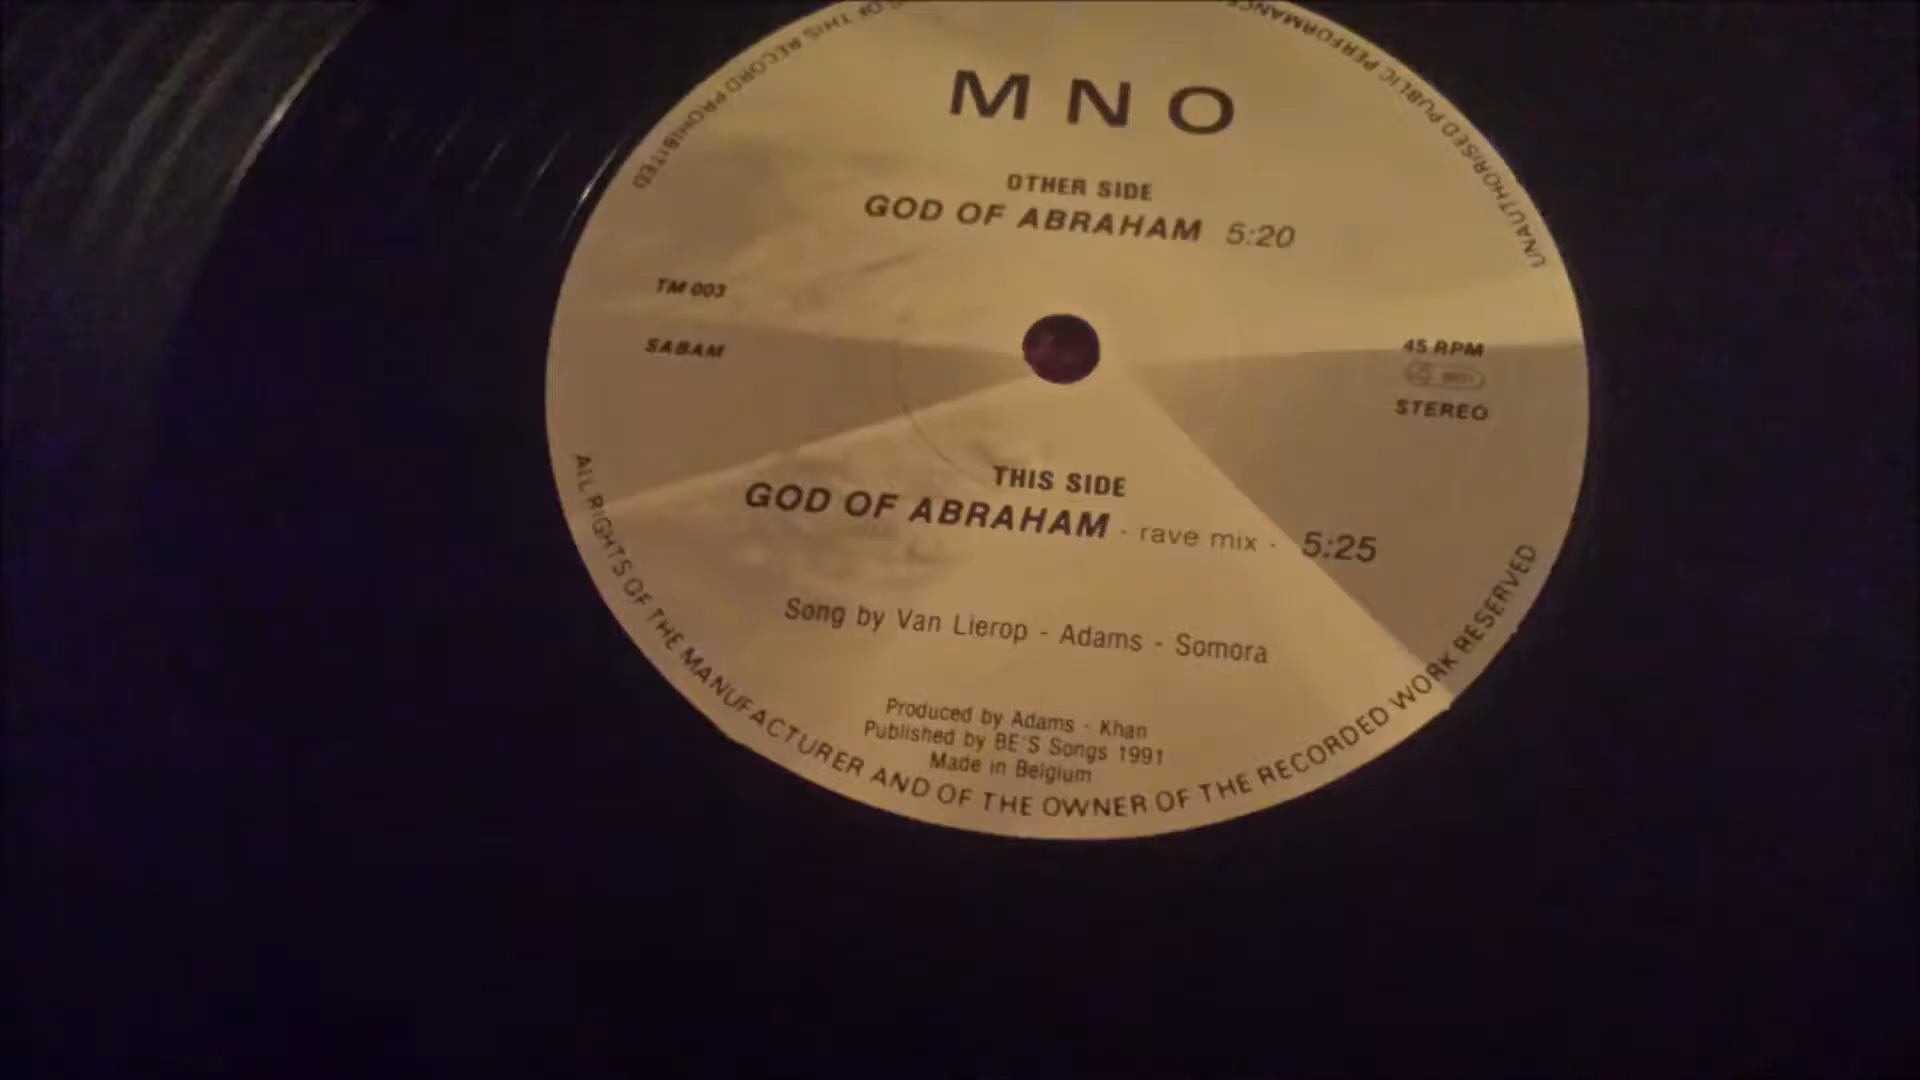 M N O
OTHER SIDE
GOD OF ABRAHAM 5:20
TM 003
SABAM
45 RPM
STEREO
THIS SIDE
GOD OF ABRAHAM - rave mix - 5:25
Song by Van Lierop - Adams - Somora
Produced by Adams - Khan
Published by BE'S Songs 1991
Made in Belgium
ALL RIGHTS OF THE MANUFACTURER AND OF THE OWNER OF THE RECORDED WORK RESERVED
UNAUTHORISED PUBLIC PERFORMANCE
OF THIS RECORD PROHIBITED